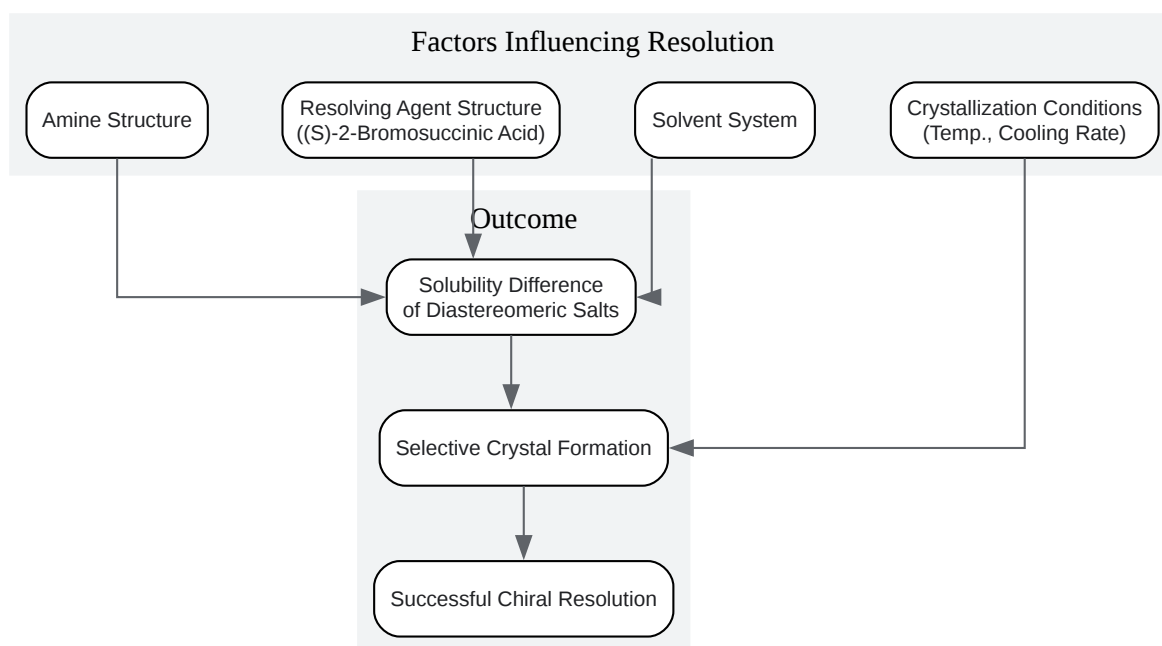 Factors Influencing Resolution
Amine Structure
Resolving Agent Structure
((S)-2-Bromosuccinic Acid)
Solvent System
Crystallization Conditions
(Temp., Cooling Rate)
Outcome
Solubility Difference
of Diastereomeric Salts
Selective Crystal Formation
Successful Chiral Resolution